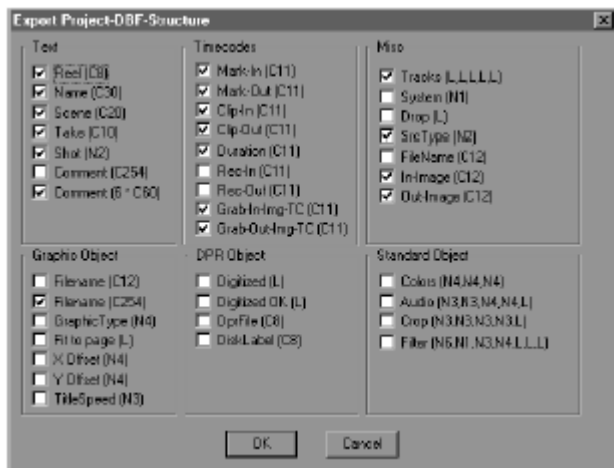 Export Project-DBF-Structure
Text
Reel (C8)
Name (C30)
Scene (C20)
Take (C10)
Shot (N2)
Comment (C254)
Comment (6 * C60)
Timecodes
Mark-In (C11)
Mark-Out (C11)
Clip-In (C11)
Clip-Out (C11)
Duration (C11)
Rec-In (C11)
Rec-Out (C11)
Grab-In-Img-TC (C11)
Grab-Out-Img-TC (C11)
Misc
Tracks (L,L,L,L,L)
System (N1)
Drop (L)
SrcType (N2)
FileName (C12)
In-Image (C12)
Out-Image (C12)
Graphic Object
Filename (C12)
Filename (C254)
GraphicType (N4)
Fit to page (L)
X Offset (N4)
Y Offset (N4)
TitleSpeed (N3)
DPR Object
Digitized (L)
Digitized OK (L)
DprFile (C8)
DiskLabel (C8)
Standard Object
Colors (N4,N4,N4)
Audio (N3,N3,N4,N4,L)
Crop (N3,N3,N3,N3,L)
Filter (N6,N1,N3,N4,L,L,L)
OK
Cancel